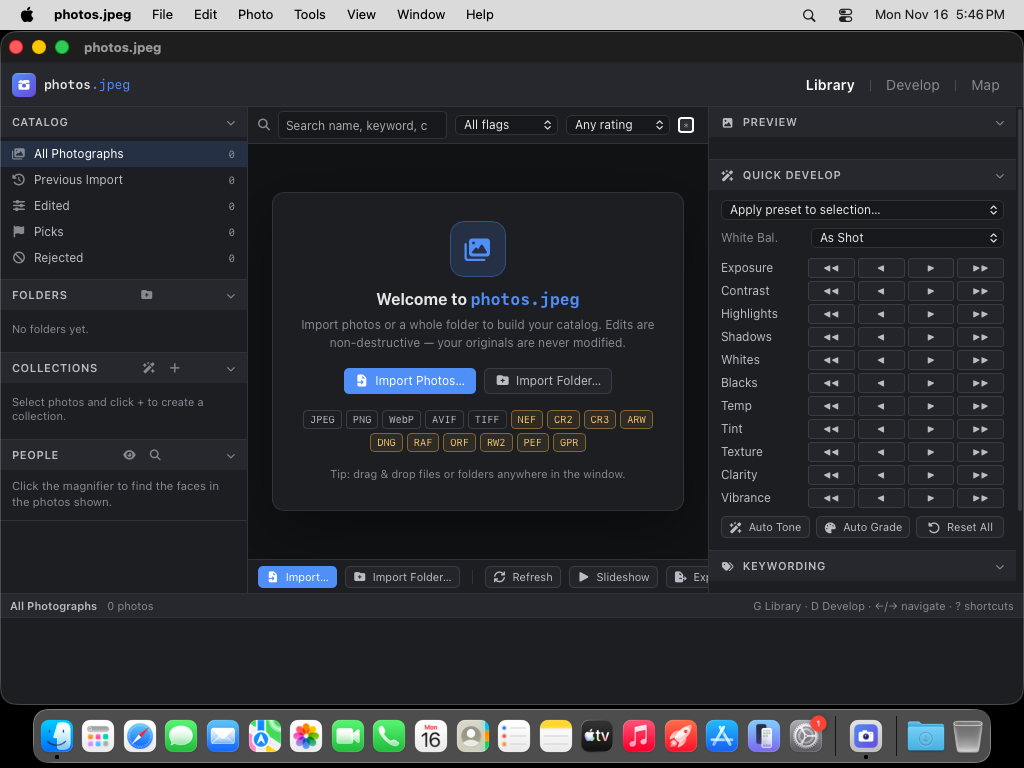 photos.jpeg File Edit Photo Tools View Window Help Mon Nov 16 5:46 PM
photos.jpeg
photos.jpeg Library Develop Map
CATALOG
All Photographs 0
Previous Import 0
Edited 0
Picks 0
Rejected 0
FOLDERS
No folders yet.
COLLECTIONS
Select photos and click + to create a
collection.
PEOPLE
Click the magnifier to find the faces in
the photos shown.
Search name, keyword, c All flags Any rating
Welcome to photos.jpeg
Import photos or a whole folder to build your catalog. Edits are
non-destructive — your originals are never modified.
Import Photos... Import Folder...
JPEG PNG WebP AVIF TIFF NEF CR2 CR3 ARW
DNG RAF ORF RW2 PEF GPR
Tip: drag & drop files or folders anywhere in the window.
Import... Import Folder... Refresh Slideshow Exp
PREVIEW
QUICK DEVELOP
Apply preset to selection...
White Bal. As Shot
Exposure
Contrast
Highlights
Shadows
Whites
Blacks
Temp
Tint
Texture
Clarity
Vibrance
Auto Tone Auto Grade Reset All
KEYWORDING
All Photographs 0 photos G Library · D Develop · ←/→ navigate · ? shortcuts
Mon
16
tv
1